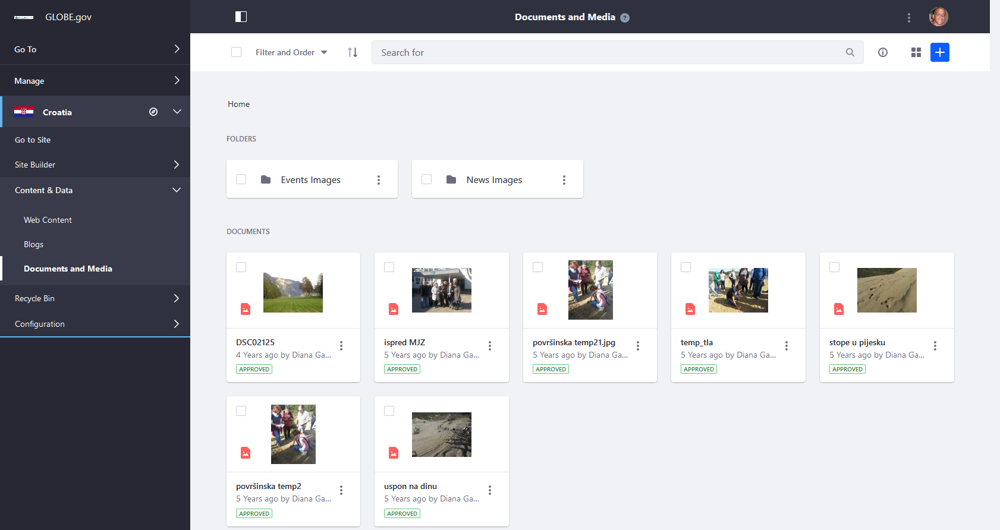 GLOBE.gov
Go To
Manage
Croatia
Go to Site
Site Builder
Content & Data
Web Content
Blogs
Documents and Media
Recycle Bin
Configuration
Documents and Media ?
Filter and Order
Search for
Home
FOLDERS
Events Images
News Images
DOCUMENTS
DSC02125
4 Years ago by Diana Ga...
APPROVED
ispred MJZ
5 Years ago by Diana Ga...
APPROVED
površinska temp21.jpg
5 Years ago by Diana Ga...
APPROVED
temp_tla
5 Years ago by Diana Ga...
APPROVED
stope u pijesku
5 Years ago by Diana Ga...
APPROVED
površinska temp2
5 Years ago by Diana Ga...
APPROVED
uspon na dinu
5 Years ago by Diana Ga...
APPROVED